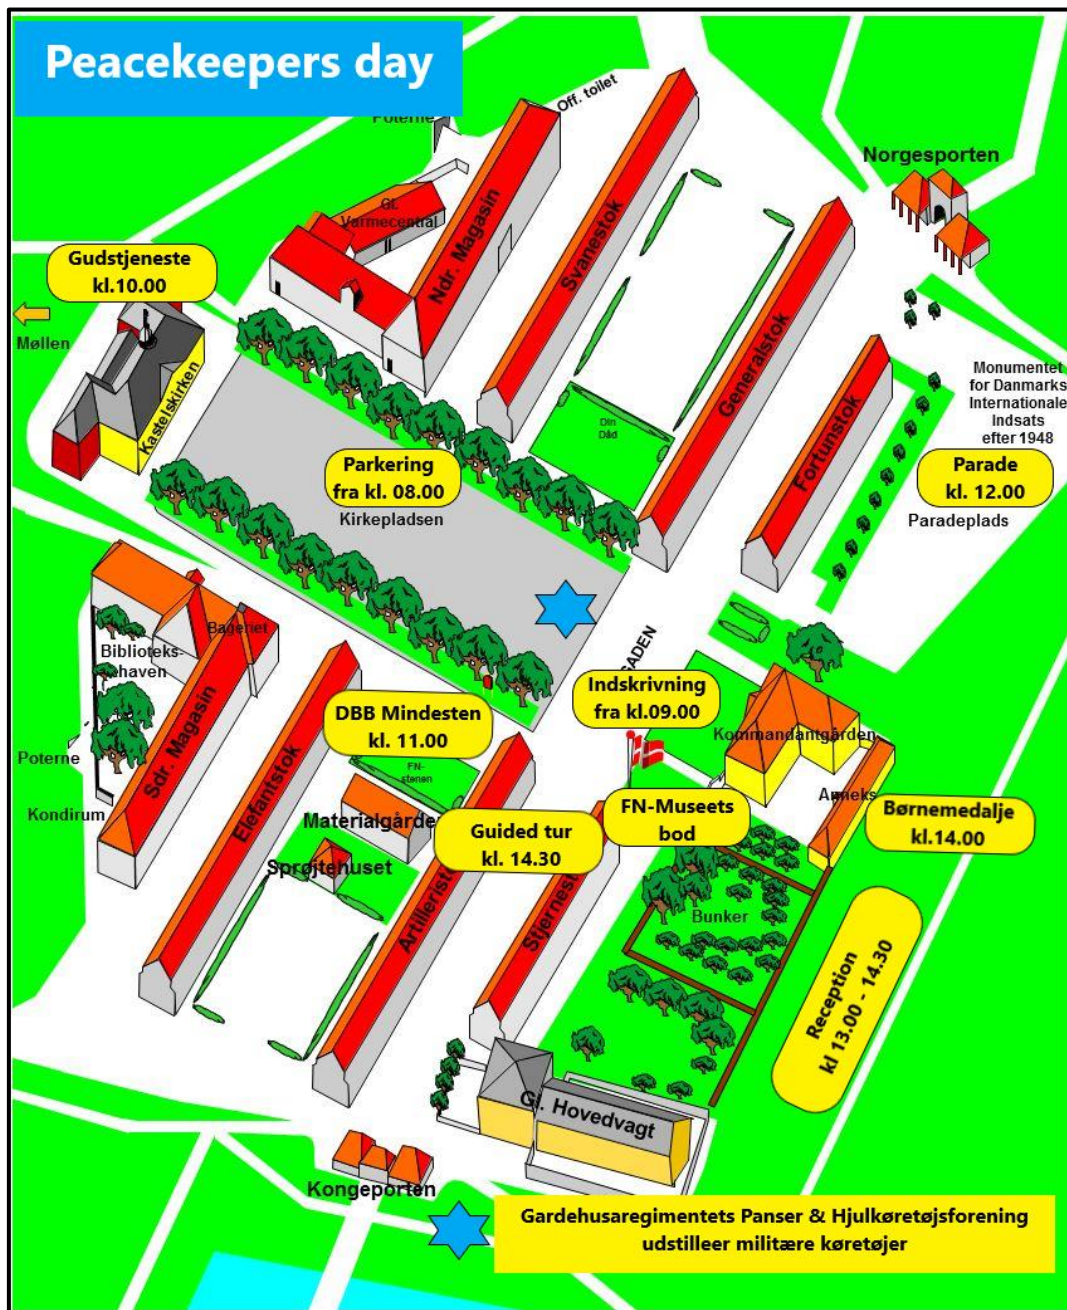 Peacekeepers day
Poterne
Off. toilet
Norgesporten
Gl.
Varmecentral
Ndr. Magasin
Svanestok
Generalstok
Fortunstok
Gudstjeneste
kl.10.00
Møllen
Kastelskirken
Din
Dåd
Monumentet
for Danmarks
Internationale
Indsats
efter 1948
Parkering
fra kl. 08.00
Kirkepladsen
Parade
kl. 12.00
Paradeplads
Bageriet
Biblioteks-
haven
Sdr. Magasin
Poterne
Kondirum
Elefantstok
DBB Mindesten
kl. 11.00
FN-
stenen
Indskrivning
fra kl.09.00
Kommandantgården
Anneks
Materialgården
Sprøjtehuset
Guided tur
kl. 14.30
FN-Museets
bod
Børnemedalje
kl.14.00
Bunker
Reception
kl 13.00 - 14.30
Gl. Hovedvagt
Kongeporten
Gardehusaregimentets Panser & Hjulkøretøjsforening
udstilleer militære køretøjer